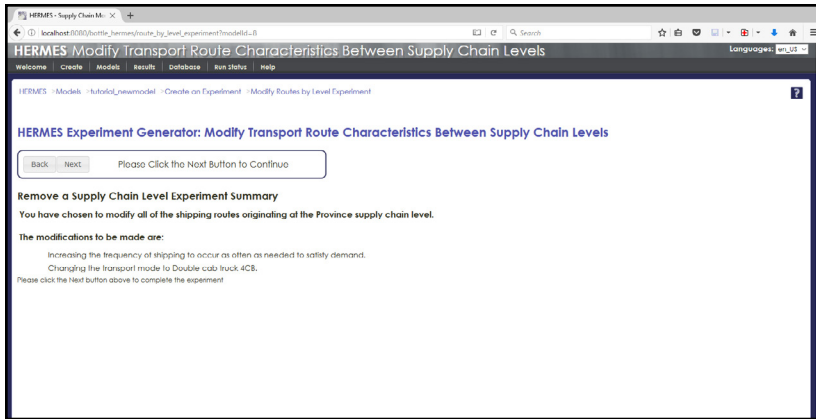 HERMES - Supply Chain Mo
localhost:8080/bottle_hermes/route_by_level_experiment?modelId=8
Search
HERMES Modify Transport Route Characteristics Between Supply Chain Levels
Languages: en_US
Welcome Create Models Results Database Run Status Help
HERMES >Models >tutorial_newmodel >Create an Experiment >Modify Routes by Level Experiment
?
HERMES Experiment Generator: Modify Transport Route Characteristics Between Supply Chain Levels
Back Next Please Click the Next Button to Continue
Remove a Supply Chain Level Experiment Summary
You have chosen to modify all of the shipping routes originating at the Province supply chain level.
The modifications to be made are:
Increasing the frequency of shipping to occur as often as needed to satisfy demand.
Changing the transport mode to Double cab truck 4CB.
Please click the Next button above to complete the experiment